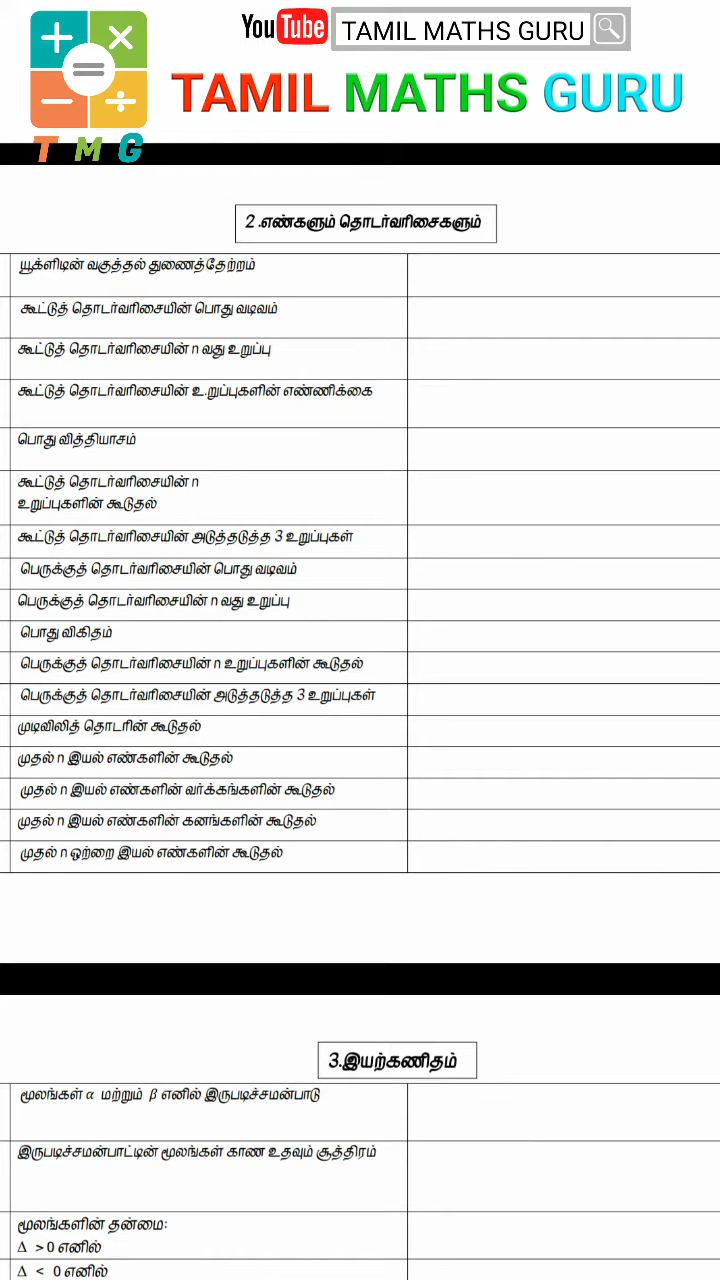 YouTube TAMIL MATHS GURU
TAMIL MATHS GURU
T M G
2.எண்களும் தொடர்வரிசைகளும்
யூக்ளிடின் வகுத்தல் துணைத்தேற்றம்
கூட்டுத் தொடர்வரிசையின் பொது வடிவம்
கூட்டுத் தொடர்வரிசையின் n வது உறுப்பு
கூட்டுத் தொடர்வரிசையின் உறுப்புகளின் எண்ணிக்கை
பொது வித்தியாசம்
கூட்டுத் தொடர்வரிசையின் n
உறுப்புகளின் கூடுதல்
கூட்டுத் தொடர்வரிசையின் அடுத்தடுத்த 3 உறுப்புகள்
பெருக்குத் தொடர்வரிசையின் பொது வடிவம்
பெருக்குத் தொடர்வரிசையின் n வது உறுப்பு
பொது விகிதம்
பெருக்குத் தொடர்வரிசையின் n உறுப்புகளின் கூடுதல்
பெருக்குத் தொடர்வரிசையின் அடுத்தடுத்த 3 உறுப்புகள்
முடிவிலித் தொடரின் கூடுதல்
முதல் n இயல் எண்களின் கூடுதல்
முதல் n இயல் எண்களின் வர்க்கங்களின் கூடுதல்
முதல் n இயல் எண்களின் கனங்களின் கூடுதல்
முதல் n ஒற்றை இயல் எண்களின் கூடுதல்
3.இயற்கணிதம்
மூலங்கள் α மற்றும் β எனில் இருபடிச்சமன்பாடு
இருபடிச்சமன்பாட்டின் மூலங்கள் காண உதவும் சூத்திரம்
மூலங்களின் தன்மை:
Δ > 0 எனில்
Δ < 0 எனில்